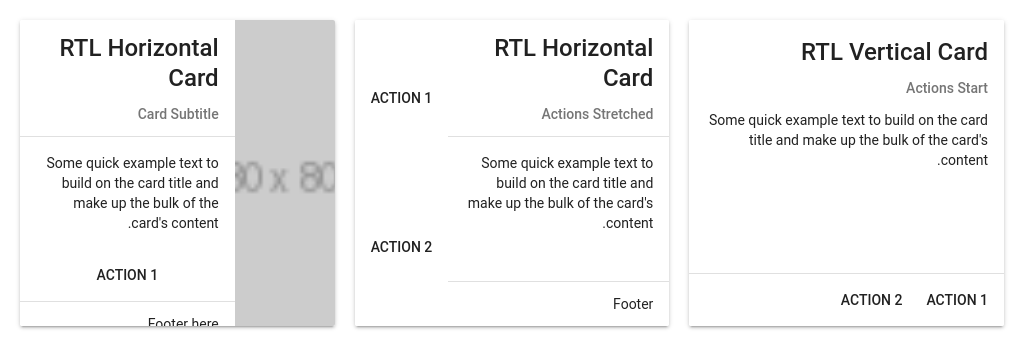 RTL Horizontal
Card
Card Subtitle
Some quick example text to
build on the card title and
make up the bulk of the
.card's content
ACTION 1
Footer here
80 x 80
RTL Horizontal
Card
Actions Stretched
Some quick example text to
build on the card title and
make up the bulk of the card's
.content
Footer
ACTION 1
ACTION 2
RTL Vertical Card
Actions Start
Some quick example text to build on the card
title and make up the bulk of the card's
.content
ACTION 2 ACTION 1